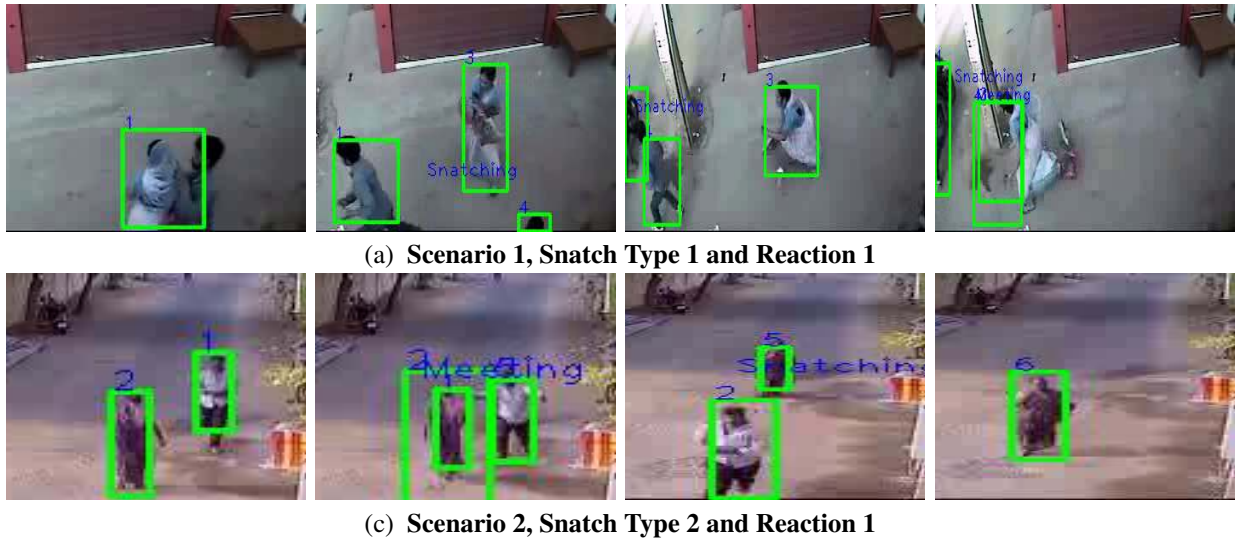 1
3
1
Snatching
4
1
3
Snatching
Snatching
Meeting
(a) Scenario 1, Snatch Type 1 and Reaction 1
1
2
Meeting
5
Snatching
2
6
(c) Scenario 2, Snatch Type 2 and Reaction 1